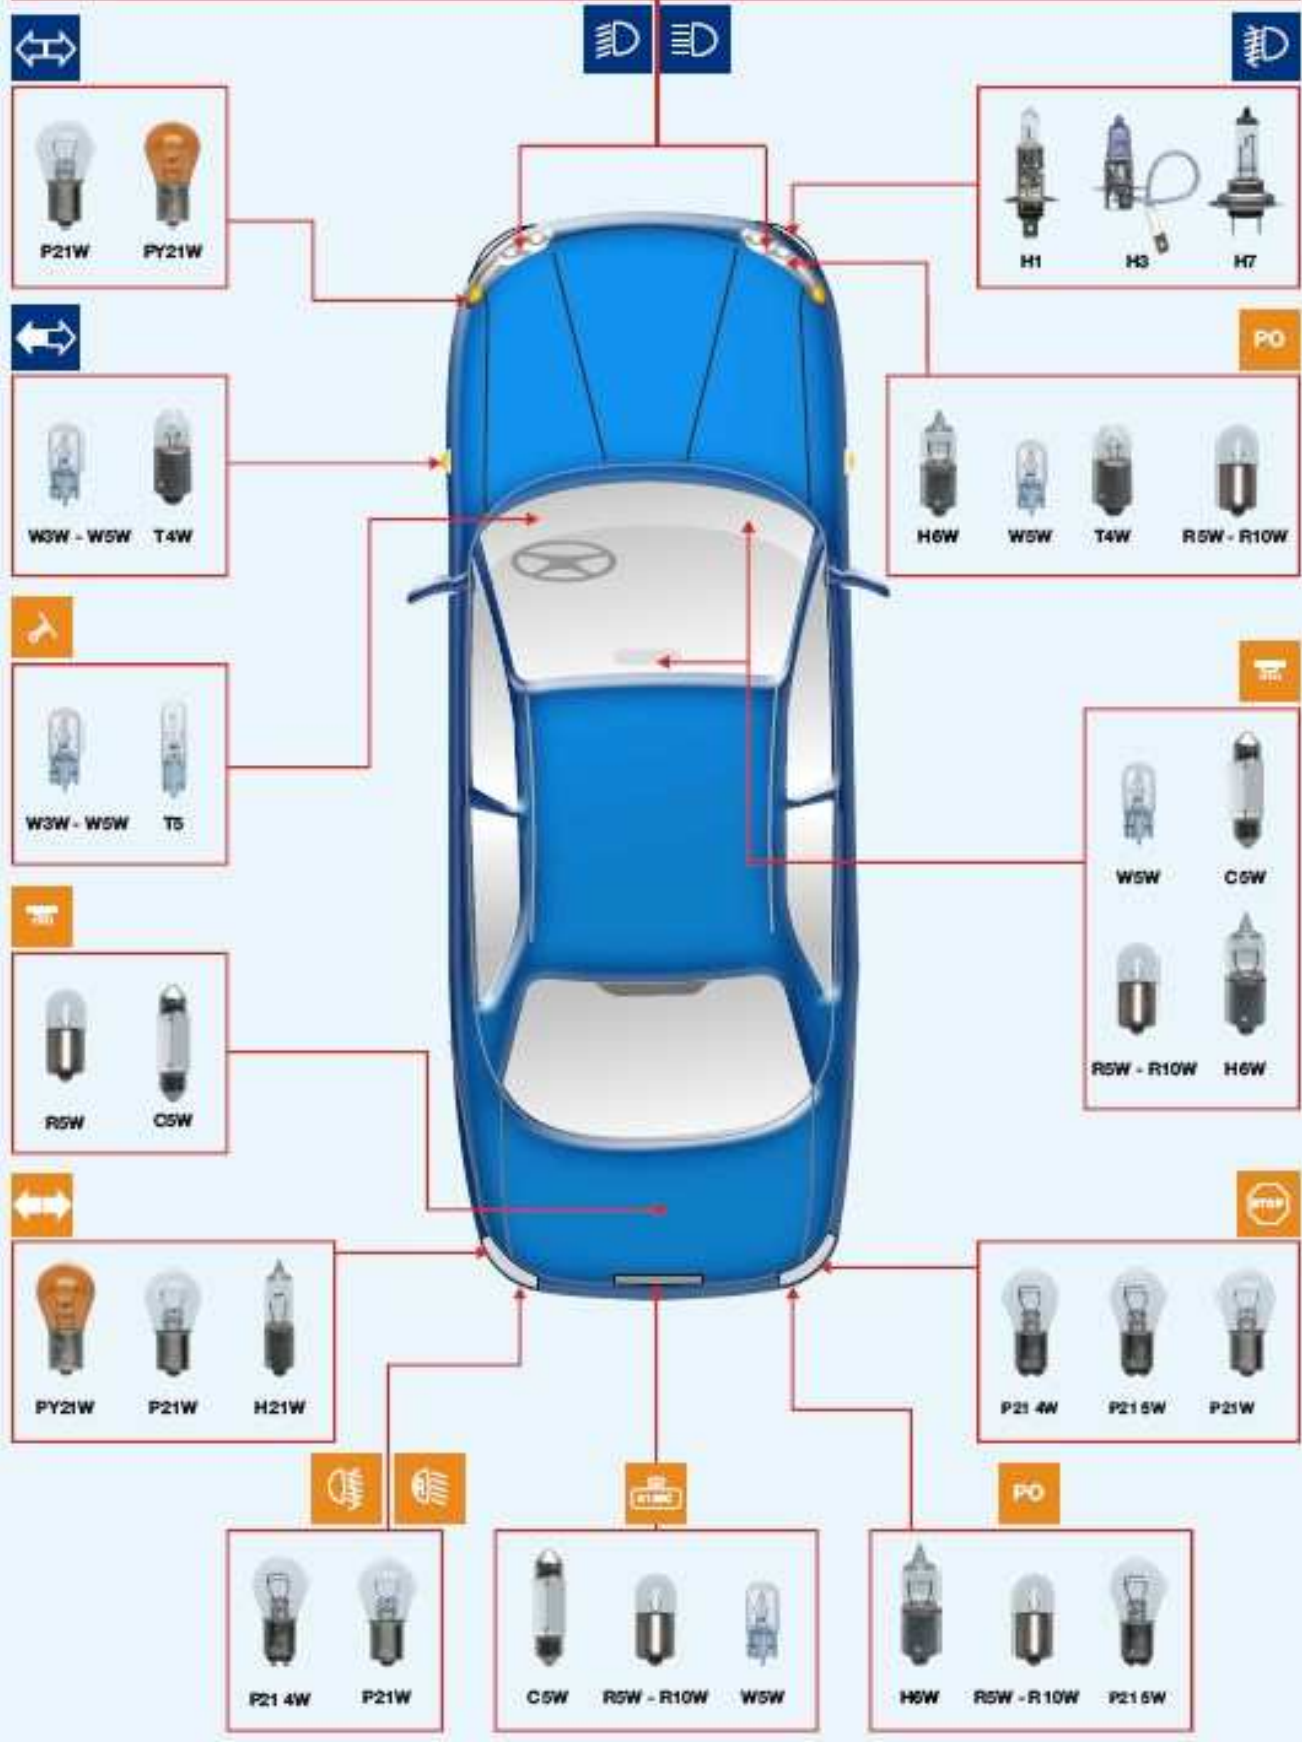 P21W PY21W
H1 H3 H7
PO
W3W - W5W T4W
H6W W5W T4W R5W - R10W
W3W - W5W T5
W5W C5W
R5W - R10W H6W
R5W C5W
STOP
PY21W P21W H21W
P21 4W P21 5W P21W
PO
P21 4W P21W
C5W R5W - R10W W5W
H6W R5W - R10W P21 5W